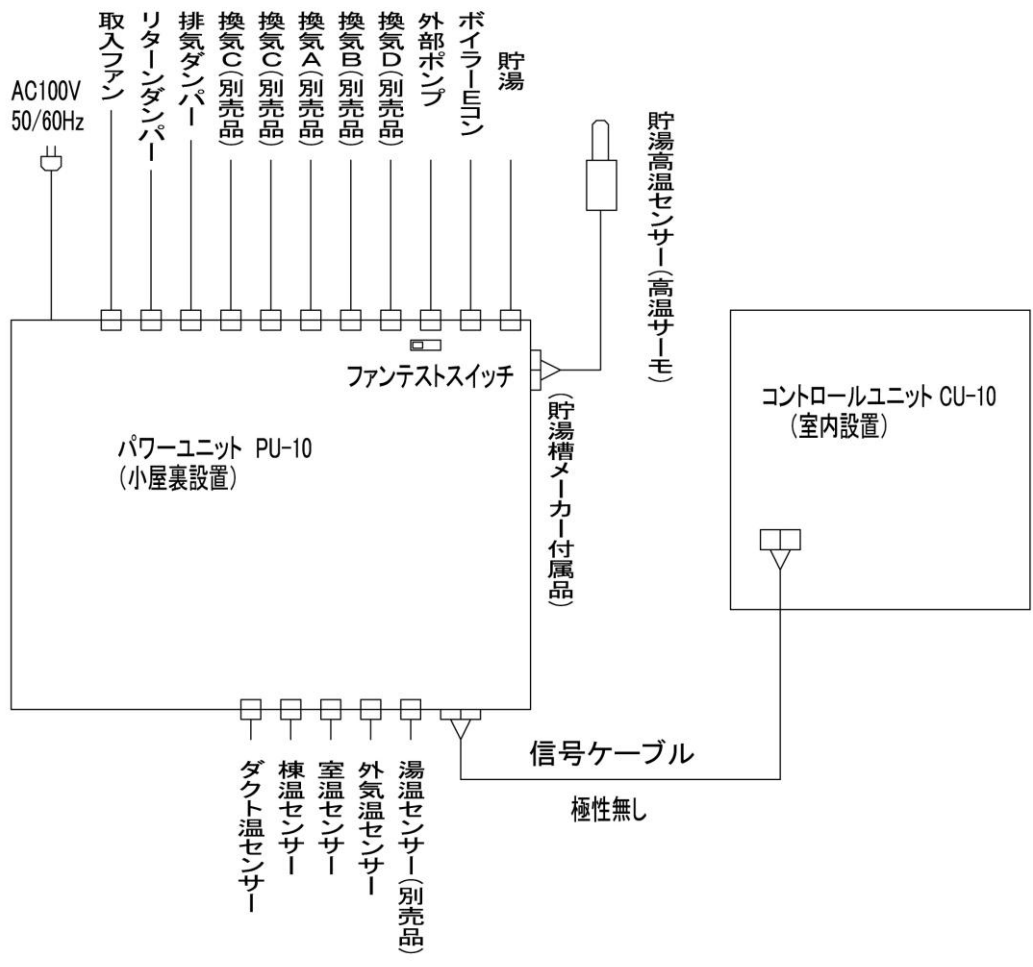 AC100V
50/60Hz
取入ファン
リターンダンパー
排気ダンパー
換気C(別売品)
換気C(別売品)
換気A(別売品)
換気B(別売品)
換気D(別売品)
外部ポンプ
ボイラーEコン
貯湯
貯湯高温センサー(高温サーモ)
ファンテストスイッチ
(貯湯槽メーカー付属品)
パワーユニット PU-10
(小屋裏設置)
コントロールユニット CU-10
(室内設置)
ダクト温センサー
棟温センサー
室温センサー
外気温センサー
湯温センサー(別売品)
信号ケーブル
極性無し